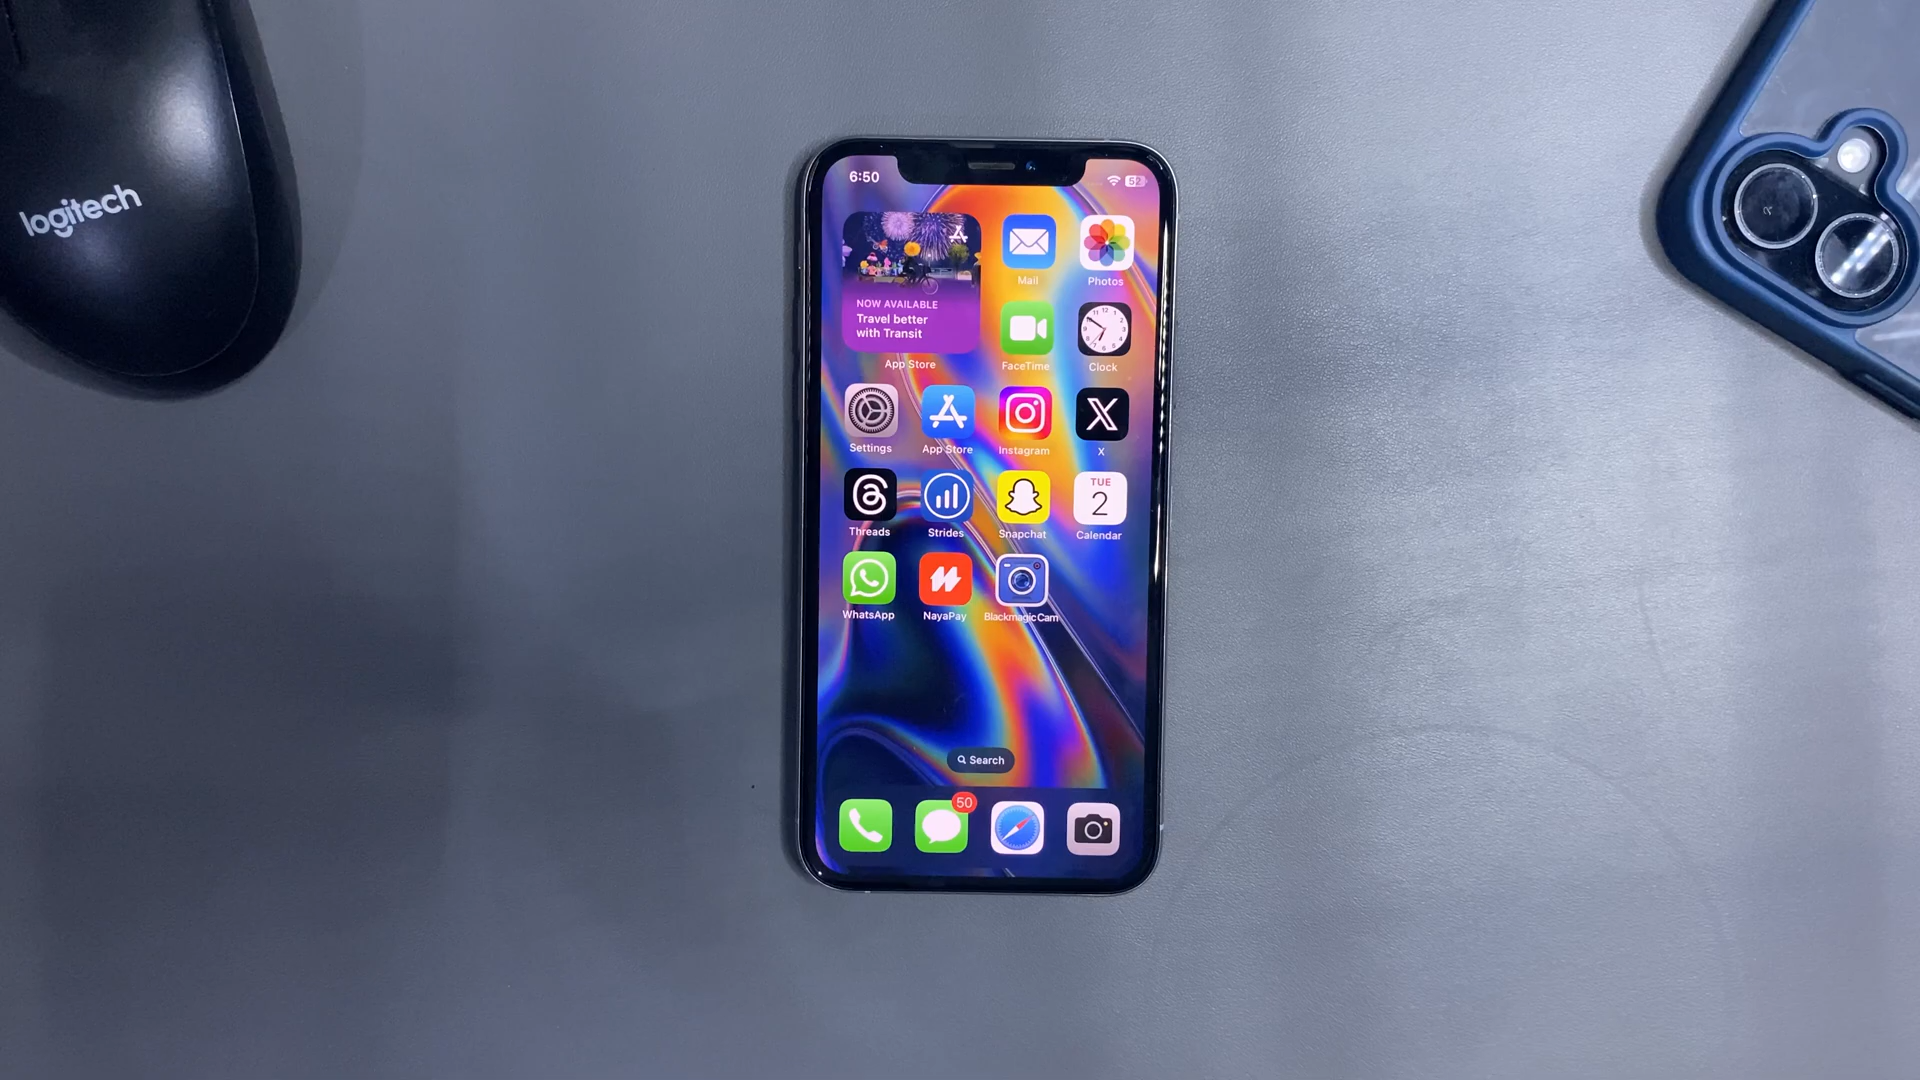 logitech
6:50
52
NOW AVAILABLE
Travel better
with Transit
App Store
Mail
Photos
FaceTime
Clock
Settings
App Store
Instagram
X
Threads
Strides
Snapchat
TUE
2
Calendar
WhatsApp
NayaPay
BlackmagicCam
Search
50